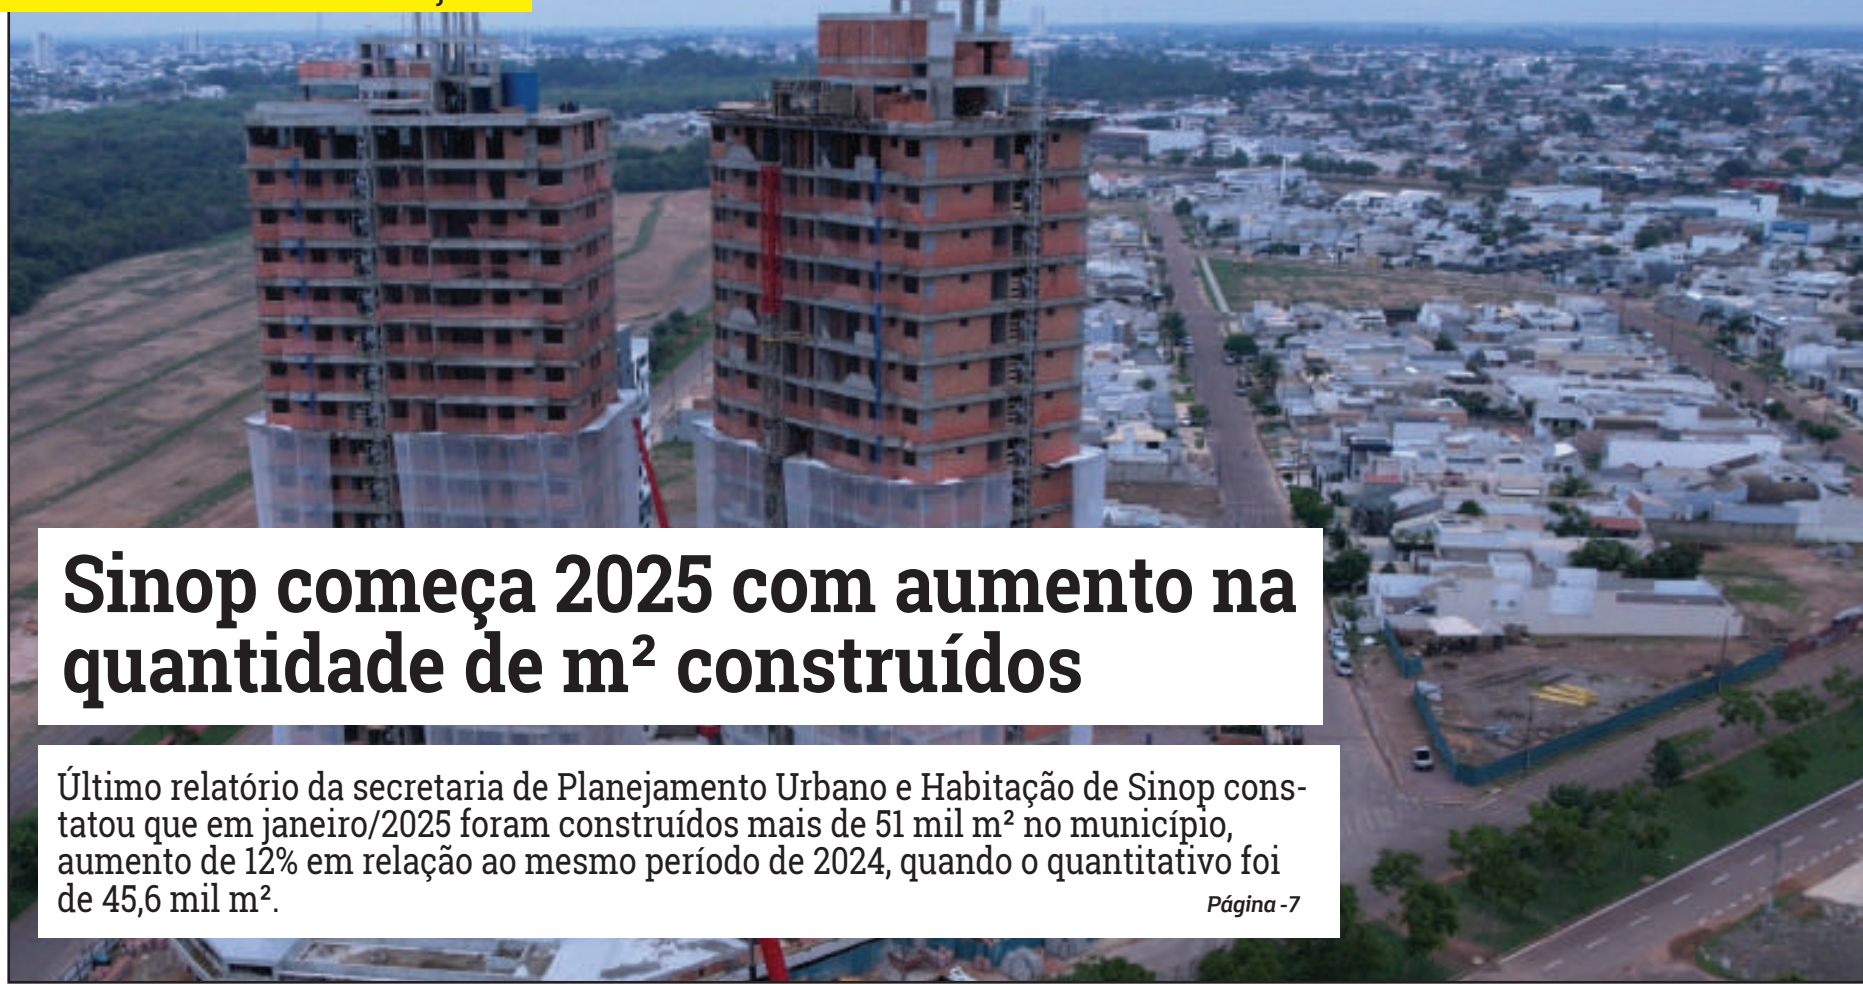 Sinop começa 2025 com aumento na
quantidade de m² construídos
Último relatório da secretaria de Planejamento Urbano e Habitação de Sinop cons-
tatou que em janeiro/2025 foram construídos mais de 51 mil m² no município,
aumento de 12% em relação ao mesmo período de 2024, quando o quantitativo foi
de 45,6 mil m².
Página -7